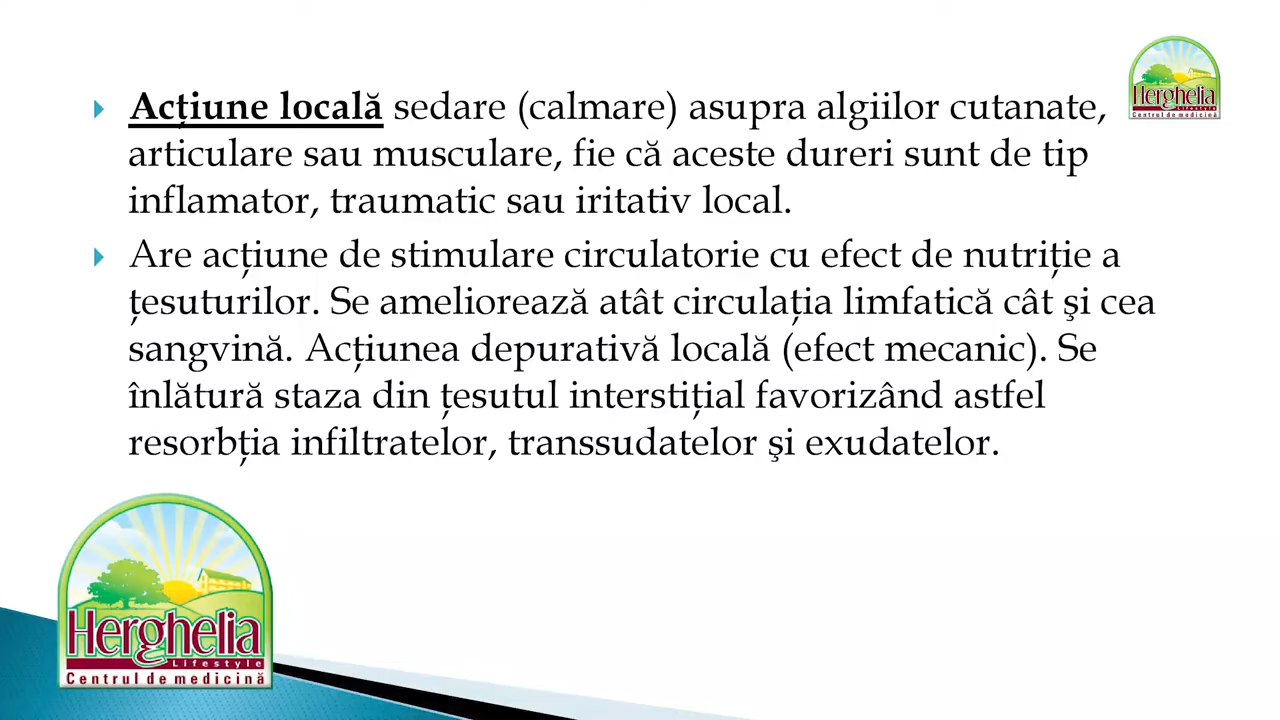 Acțiune locală sedare (calmare) asupra algiilor cutanate,
articulare sau musculare, fie că aceste dureri sunt de tip
inflamator, traumatic sau iritativ local.
Are acțiune de stimulare circulatorie cu efect de nutriție a
țesuturilor. Se ameliorează atât circulația limfatică cât şi cea
sangvină. Acțiunea depurativă locală (efect mecanic). Se
înlătură staza din țesutul interstițial favorizând astfel
resorbția infiltratelor, transsudatelor şi exudatelor.
Herghelia
Lifestyle
Centrul de medicină
Herghelia
Lifestyle
Centrul de medicină